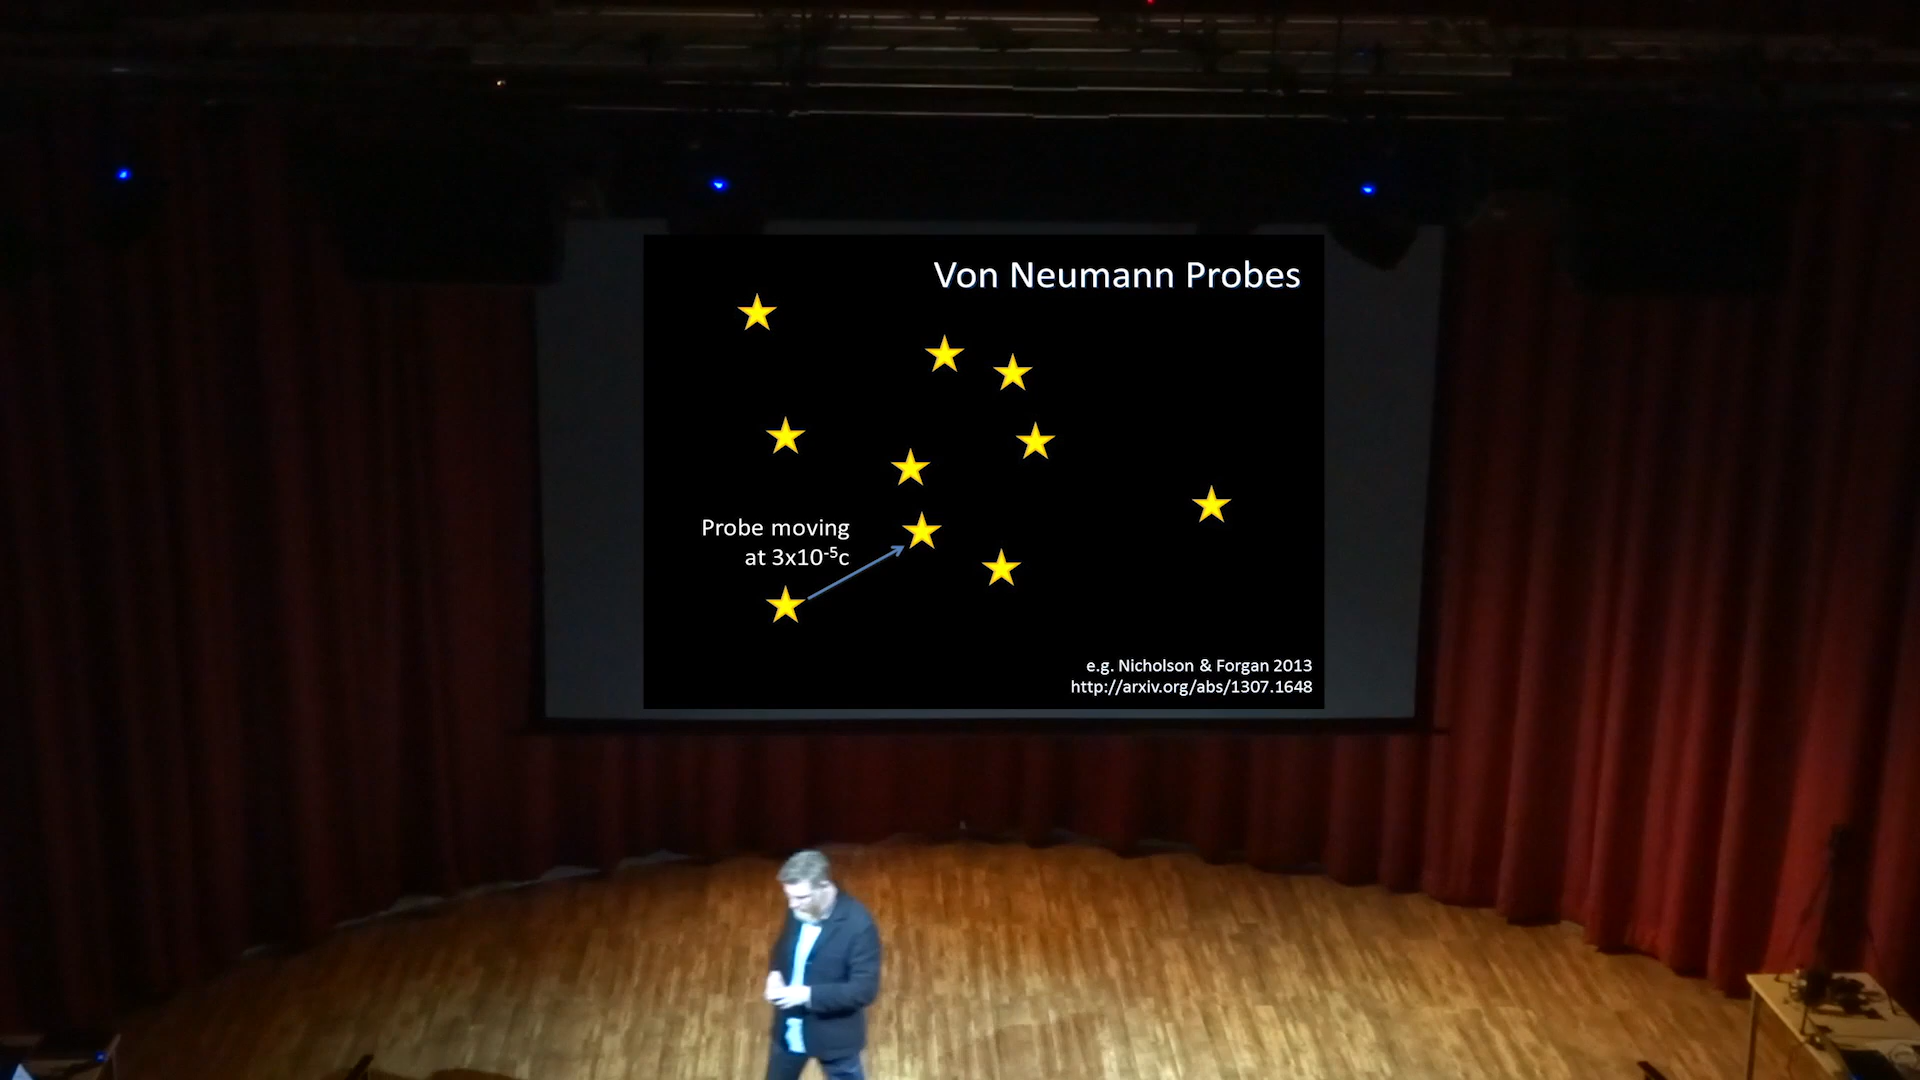 Von Neumann Probes
Probe moving
at 3x10⁻⁵c
e.g. Nicholson & Forgan 2013
http://arxiv.org/abs/1307.1648